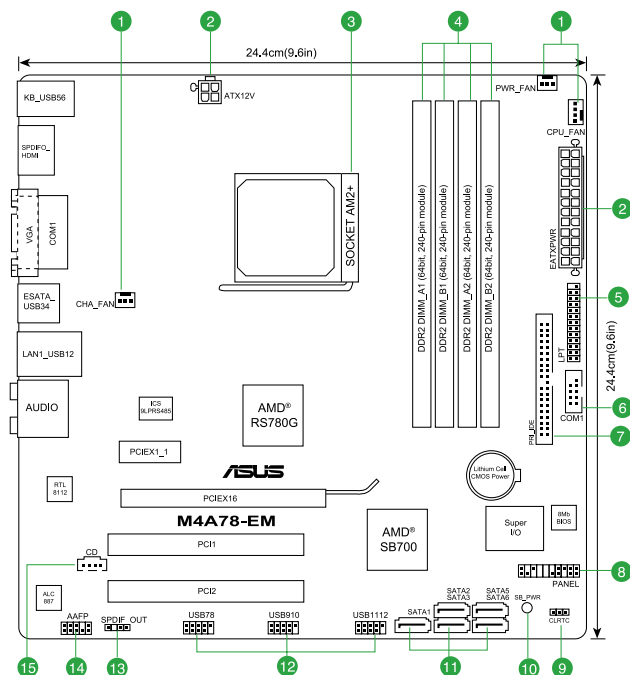 1
2
3
4
1
24.4cm(9.6in)
KB_USB56
ATX12V
PWR_FAN
CPU_FAN
SPDIFO_
HDMI
SOCKET AM2+
DDR2 DIMM_A1 (64bit, 240-pin module)
DDR2 DIMM_B1 (64bit, 240-pin module)
DDR2 DIMM_A2 (64bit, 240-pin module)
DDR2 DIMM_B2 (64bit, 240-pin module)
EATXPWR
2
VGA
COM1
ESATA_
USB34
CHA_FAN
5
LPT
24.4cm(9.6in)
LAN1_USB12
AUDIO
ICS
9LPRS485
AMD®
RS780G
COM1
6
PRI_IDE
7
PCIEX1_1
ASUS
Lithium Cell
CMOS Power
RTL
8112
PCIEX16
M4A78-EM
Super
I/O
8Mb
BIOS
AMD®
SB700
PCI1
CD
PANEL
8
ALC
887
PCI2
SATA2
SATA3
SATA5
SATA6
SB_PWR
AAFP
SPDIF_OUT
USB78
USB910
USB1112
SATA1
CLRTC
15
14
13
12
11
10
9